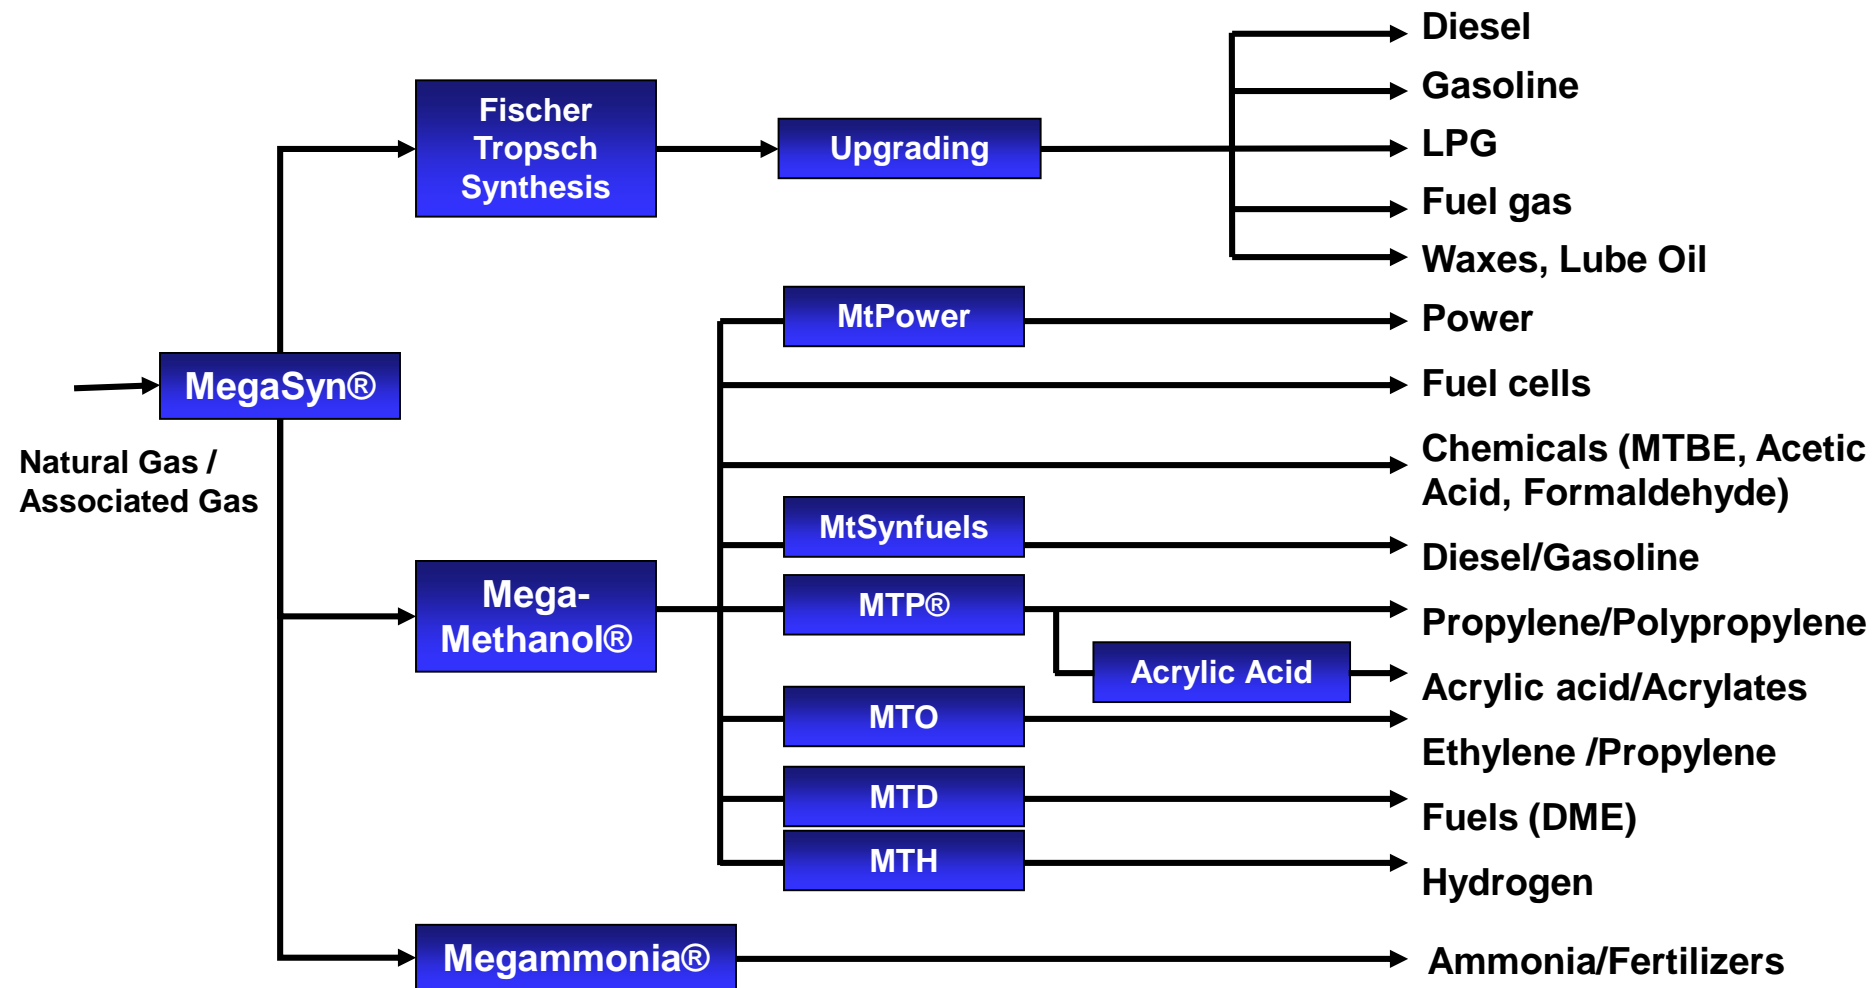 Diesel
Gasoline
Fischer
Tropsch
Synthesis
Upgrading
LPG
Fuel gas
Waxes, Lube Oil
MtPower
Power
MegaSyn®
Fuel cells
Natural Gas /
Associated Gas
Chemicals (MTBE, Acetic
Acid, Formaldehyde)
MtSynfuels
Diesel/Gasoline
Mega-
Methanol®
MTP®
Propylene/Polypropylene
Acrylic Acid
Acrylic acid/Acrylates
MTO
Ethylene /Propylene
MTD
Fuels (DME)
MTH
Hydrogen
Megammonia®
Ammonia/Fertilizers